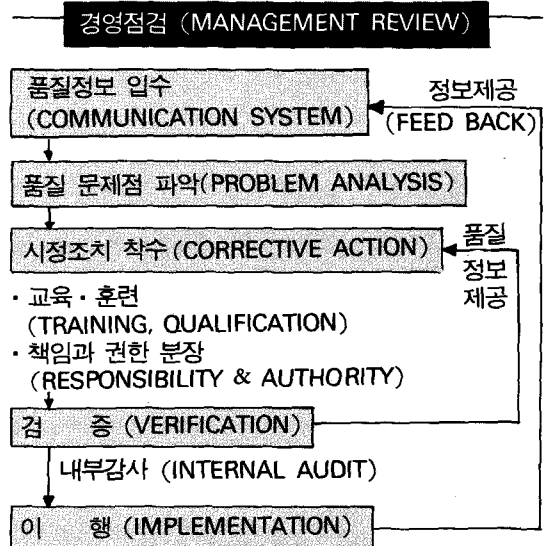 경영점검 (MANAGEMENT REVIEW)
품질정보 입수
(COMMUNICATION SYSTEM)
정보제공
(FEED BACK)
품질 문제점 파악(PROBLEM ANALYSIS)
시정조치 착수 (CORRECTIVE ACTION)
품질
정보
제공
· 교육 · 훈련
(TRAINING, QUALIFICATION)
· 책임과 권한 분장
(RESPONSIBILITY & AUTHORITY)
검 증 (VERIFICATION)
내부감사 (INTERNAL AUDIT)
이 행 (IMPLEMENTATION)